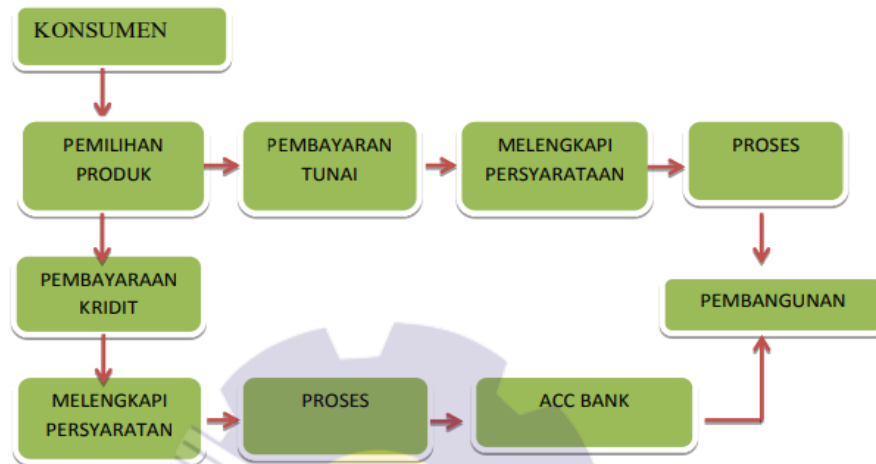 KONSUMEN
PEMILIHAN
PRODUK
PEMBAYARAN
TUNAI
MELENGKAPI
PERSYARATAAN
PROSES
PEMBAYARAAN
KRIDIT
PEMBANGUNAN
MELENGKAPI
PERSYARATAN
PROSES
ACC BANK